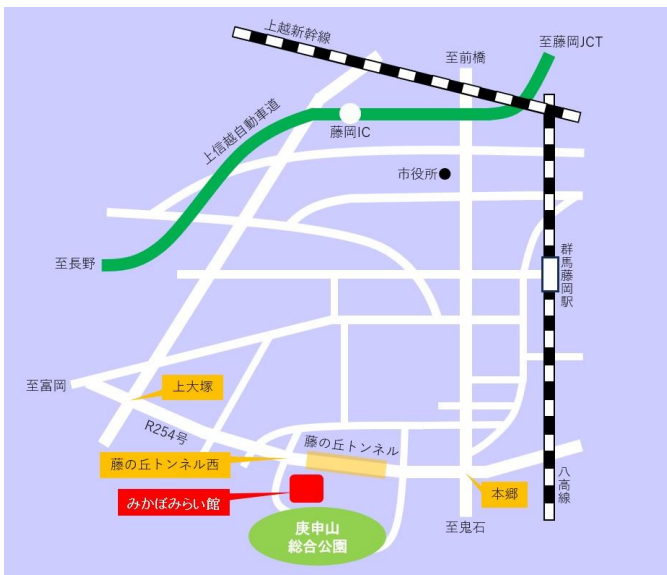 上越新幹線
至藤岡JCT
至前橋
上信越自動車道
藤岡IC
市役所
至長野
群馬藤岡駅
至富岡
上大塚
R254号
藤の丘トンネル
藤の丘トンネル西
みかぼみらい館
本郷
八高線
至鬼石
庚申山
総合公園